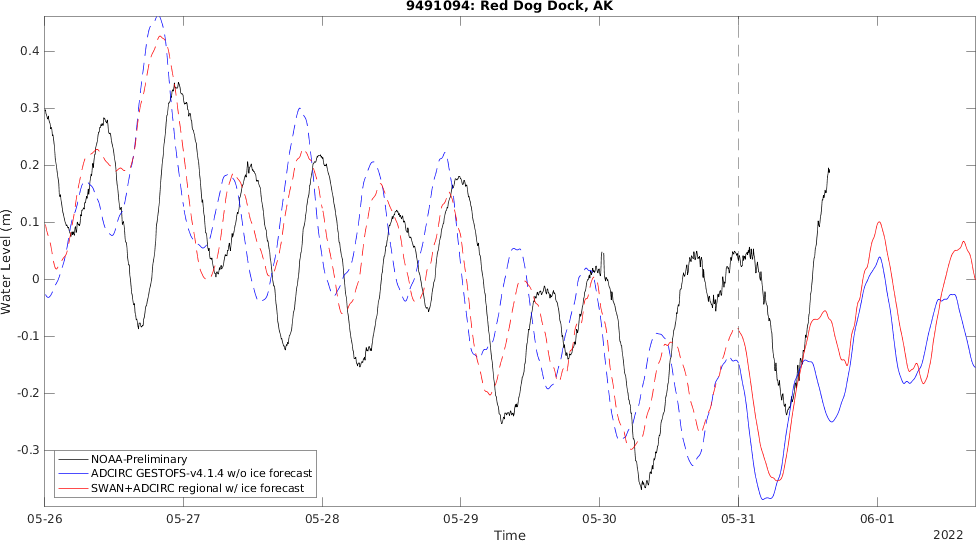 9491094: Red Dog Dock, AK
Water Level (m)
0.4
0.3
0.2
0.1
0
-0.1
-0.2
-0.3
NOAA-Preliminary
ADCIRC GESTOFS-v4.1.4 w/o ice forecast
SWAN+ADCIRC regional w/ ice forecast
05-26 05-27 05-28 05-29 05-30 05-31 06-01
Time
2022